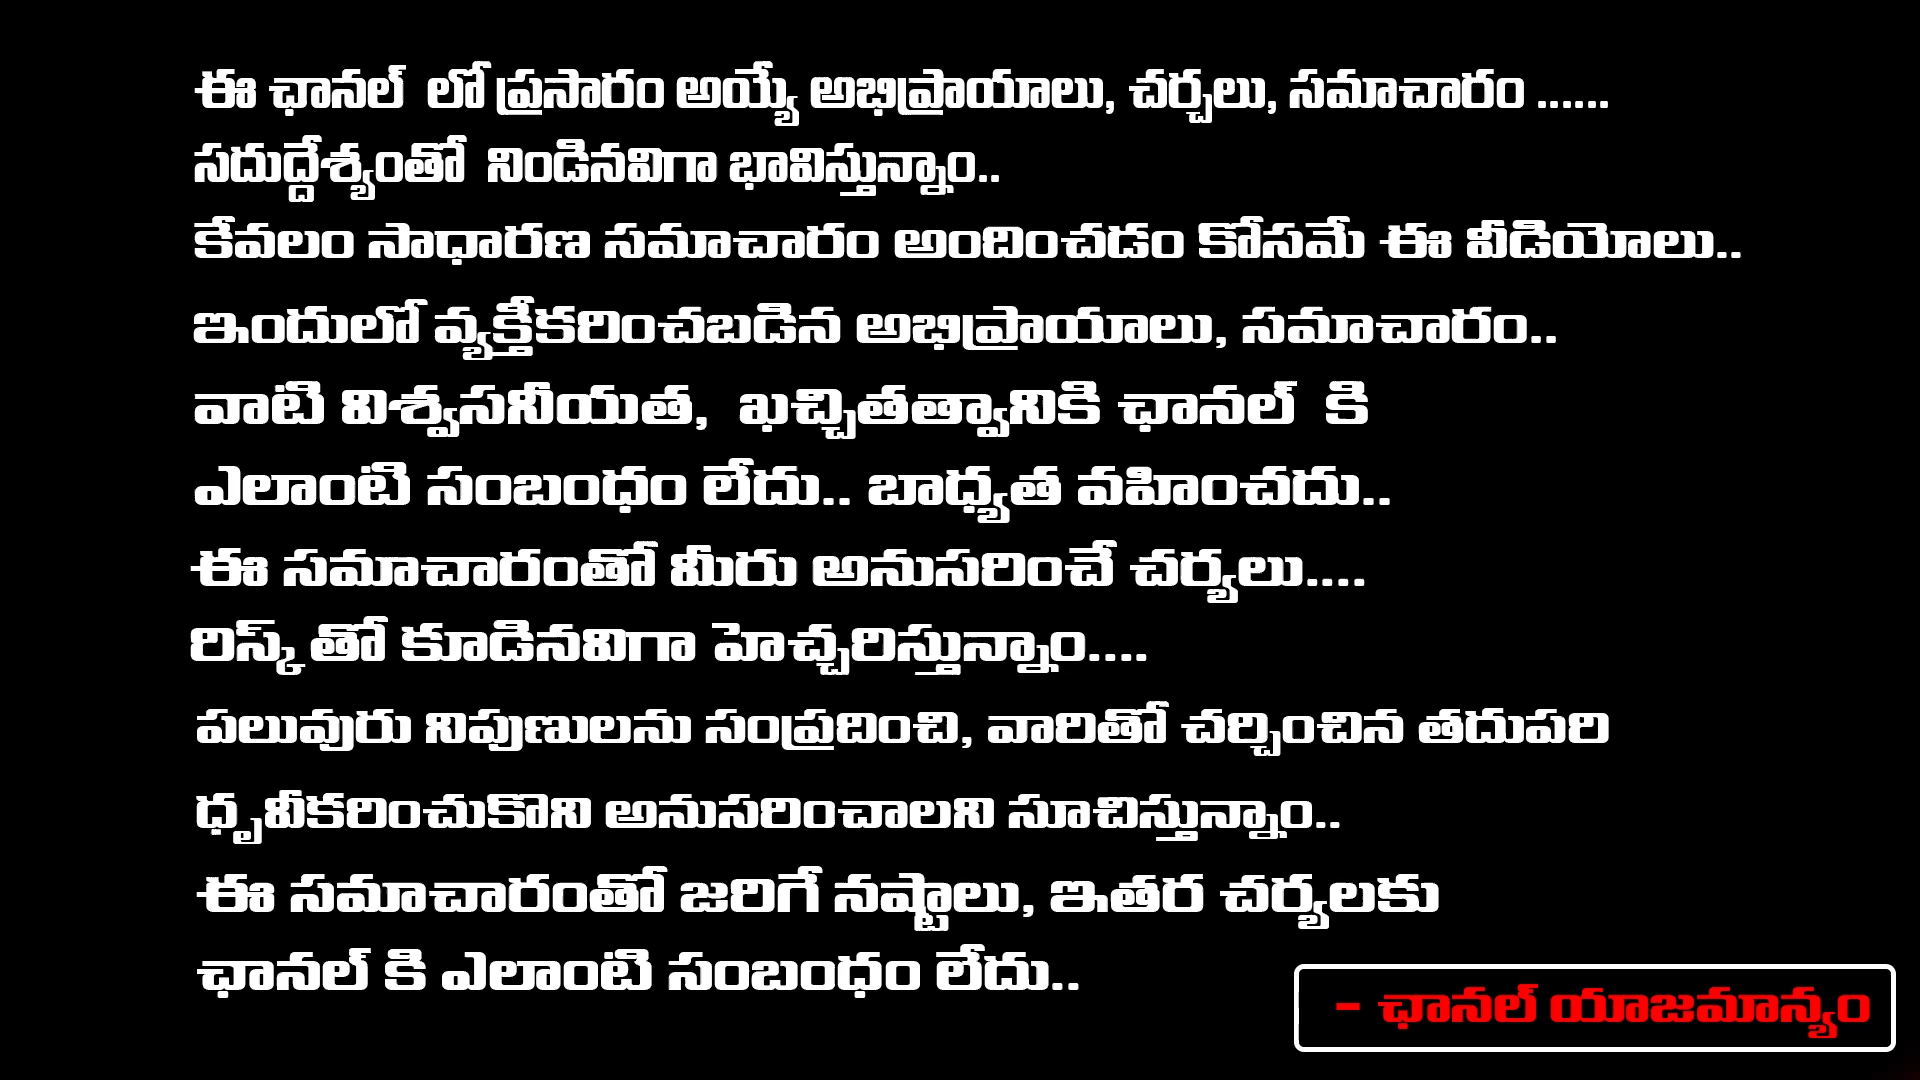 ఈ ఛానల్ లో ప్రసారం అయ్యే అభిప్రాయాలు, చర్చలు, సమాచారం ......
సదుద్దేశ్యంతో నిండినవిగా భావిస్తున్నాం..
కేవలం సాధారణ సమాచారం అందించడం కోసమే ఈ వీడియోలు..
ఇందులో వ్యక్తీకరించబడిన అభిప్రాయాలు, సమాచారం..
వాటి విశ్వసనీయత, ఖచ్చితత్వానికి ఛానల్ కి
ఎలాంటి సంబంధం లేదు.. బాధ్యత వహించదు..
ఈ సమాచారంతో మీరు అనుసరించే చర్యలు....
రిస్క్ తో కూడినవిగా హెచ్చరిస్తున్నాం....
పలువురు నిపుణులను సంప్రదించి, వారితో చర్చించిన తదుపరి
ధృవీకరించుకొని అనుసరించాలని సూచిస్తున్నాం..
ఈ సమాచారంతో జరిగే నష్టాలు, ఇతర చర్యలకు
ఛానల్ కి ఎలాంటి సంబంధం లేదు..
- ఛానల్ యాజమాన్యం